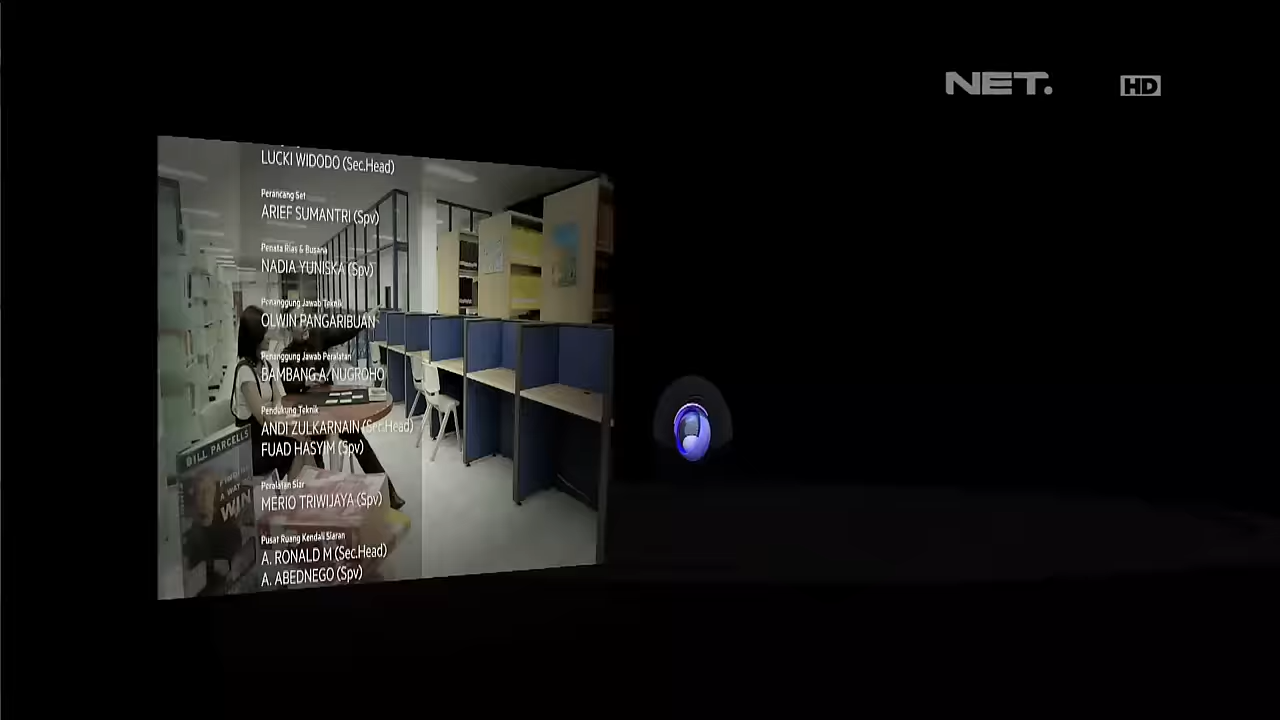 NET.
HD
LUCKI WIDODO (Sec.Head)
Perancang Set
ARIEF SUMANTRI (Spv)
Penata Rias & Busana
NADIA YUNISKA (Spv)
Penanggung Jawab Teknik
OLWIN PANGARIBUAN
Penanggung Jawab Peralatan
BAMBANG A. NUGROHO
Pendukung Teknik
ANDI ZULKARNAIN (Sec.Head)
FUAD HASYIM (Spv)
Peralatan Siar
MERIO TRIWIJAYA (Spv)
Pusat Ruang Kendali Siaran
A. RONALD M (Sec.Head)
A. ABEDNEGO (Spv)
BILL PARCELLS
FINDING
A WAY
WIN